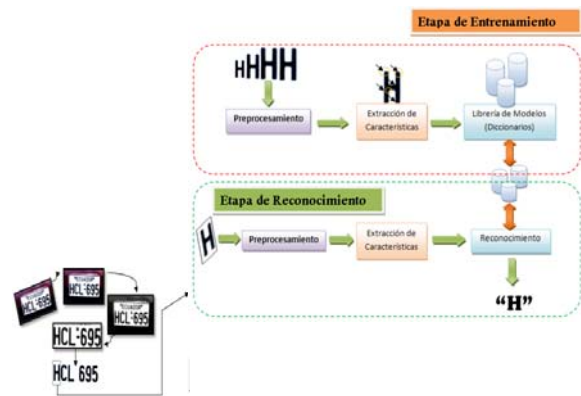 Etapa de Entrenamiento
HHHH
H
Preprocesamiento
Extracción de
Características
Librería de Modelos
(Diccionarios)
Etapa de Reconocimiento
H
Preprocesamiento
Extracción de
Características
Reconocimiento
“H”
HCL-695
HCL-695
HCL-695
HCL-695
HCL 695